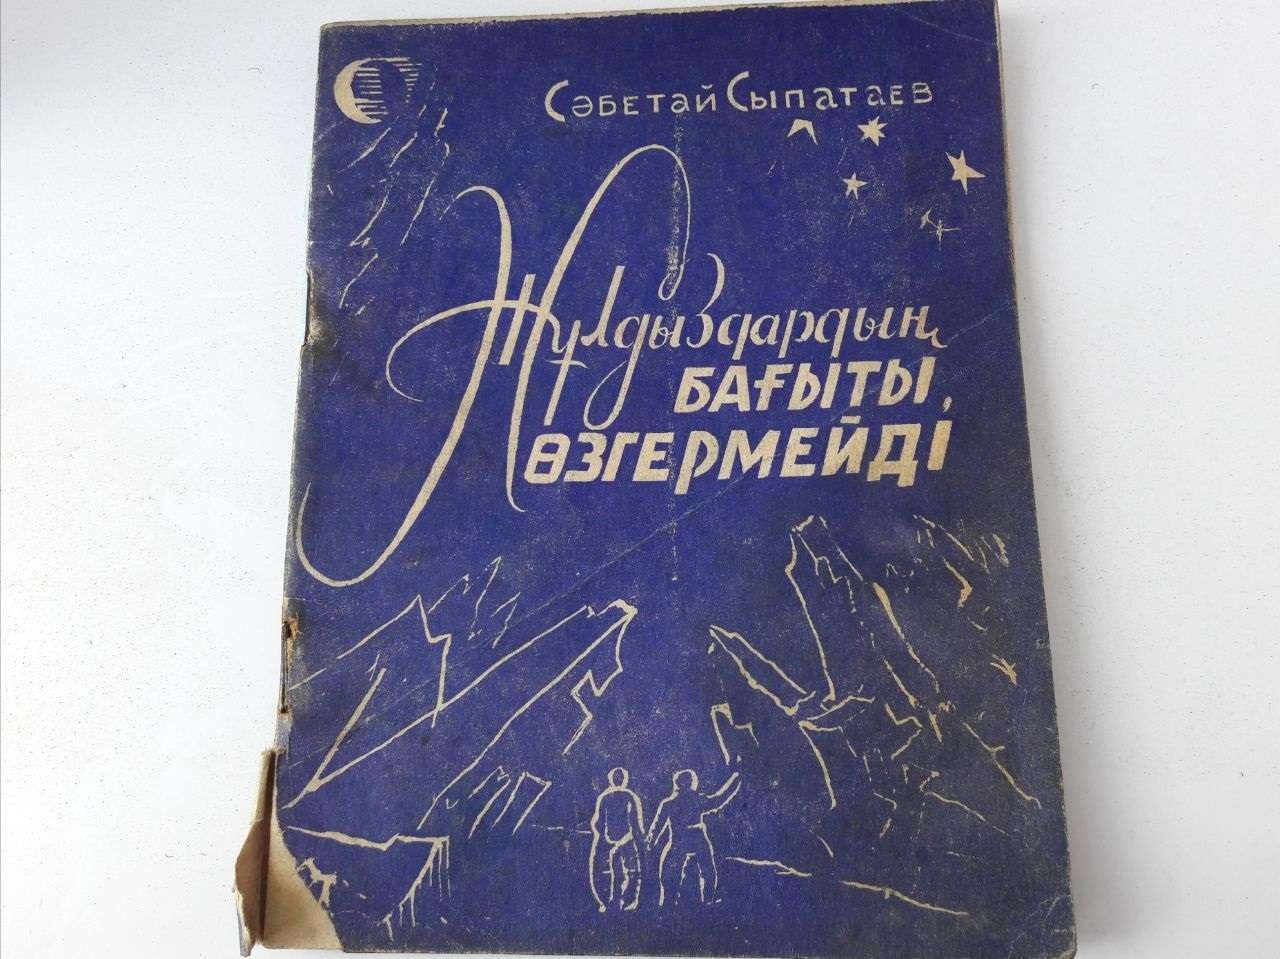 Сәбетай Сыпатаев
Жұлдыздардың
БАҒЫТЫ,
ӨЗГЕРМЕЙДІ